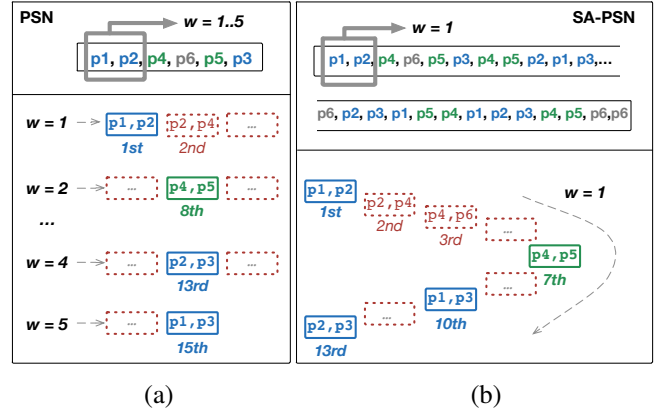 PSN
w = 1..5
p1, p2, p4, p6, p5, p3
w = 1
p1,p2
p2,p4
...
1st
2nd
w = 2
...
p4,p5
...
8th
...
w = 4
...
p2,p3
...
13rd
w = 5
...
p1,p3
15th
(a)
SA-PSN
w = 1
p1, p2, p4, p6, p5, p3, p4, p5, p2, p1, p3,...
p6, p2, p3, p1, p5, p4, p1, p2, p3, p4, p5, p6,p6
w = 1
p1,p2
1st
p2,p4
2nd
p4,p6
3rd
...
p4,p5
7th
...
p1,p3
10th
...
p2,p3
13rd
(b)